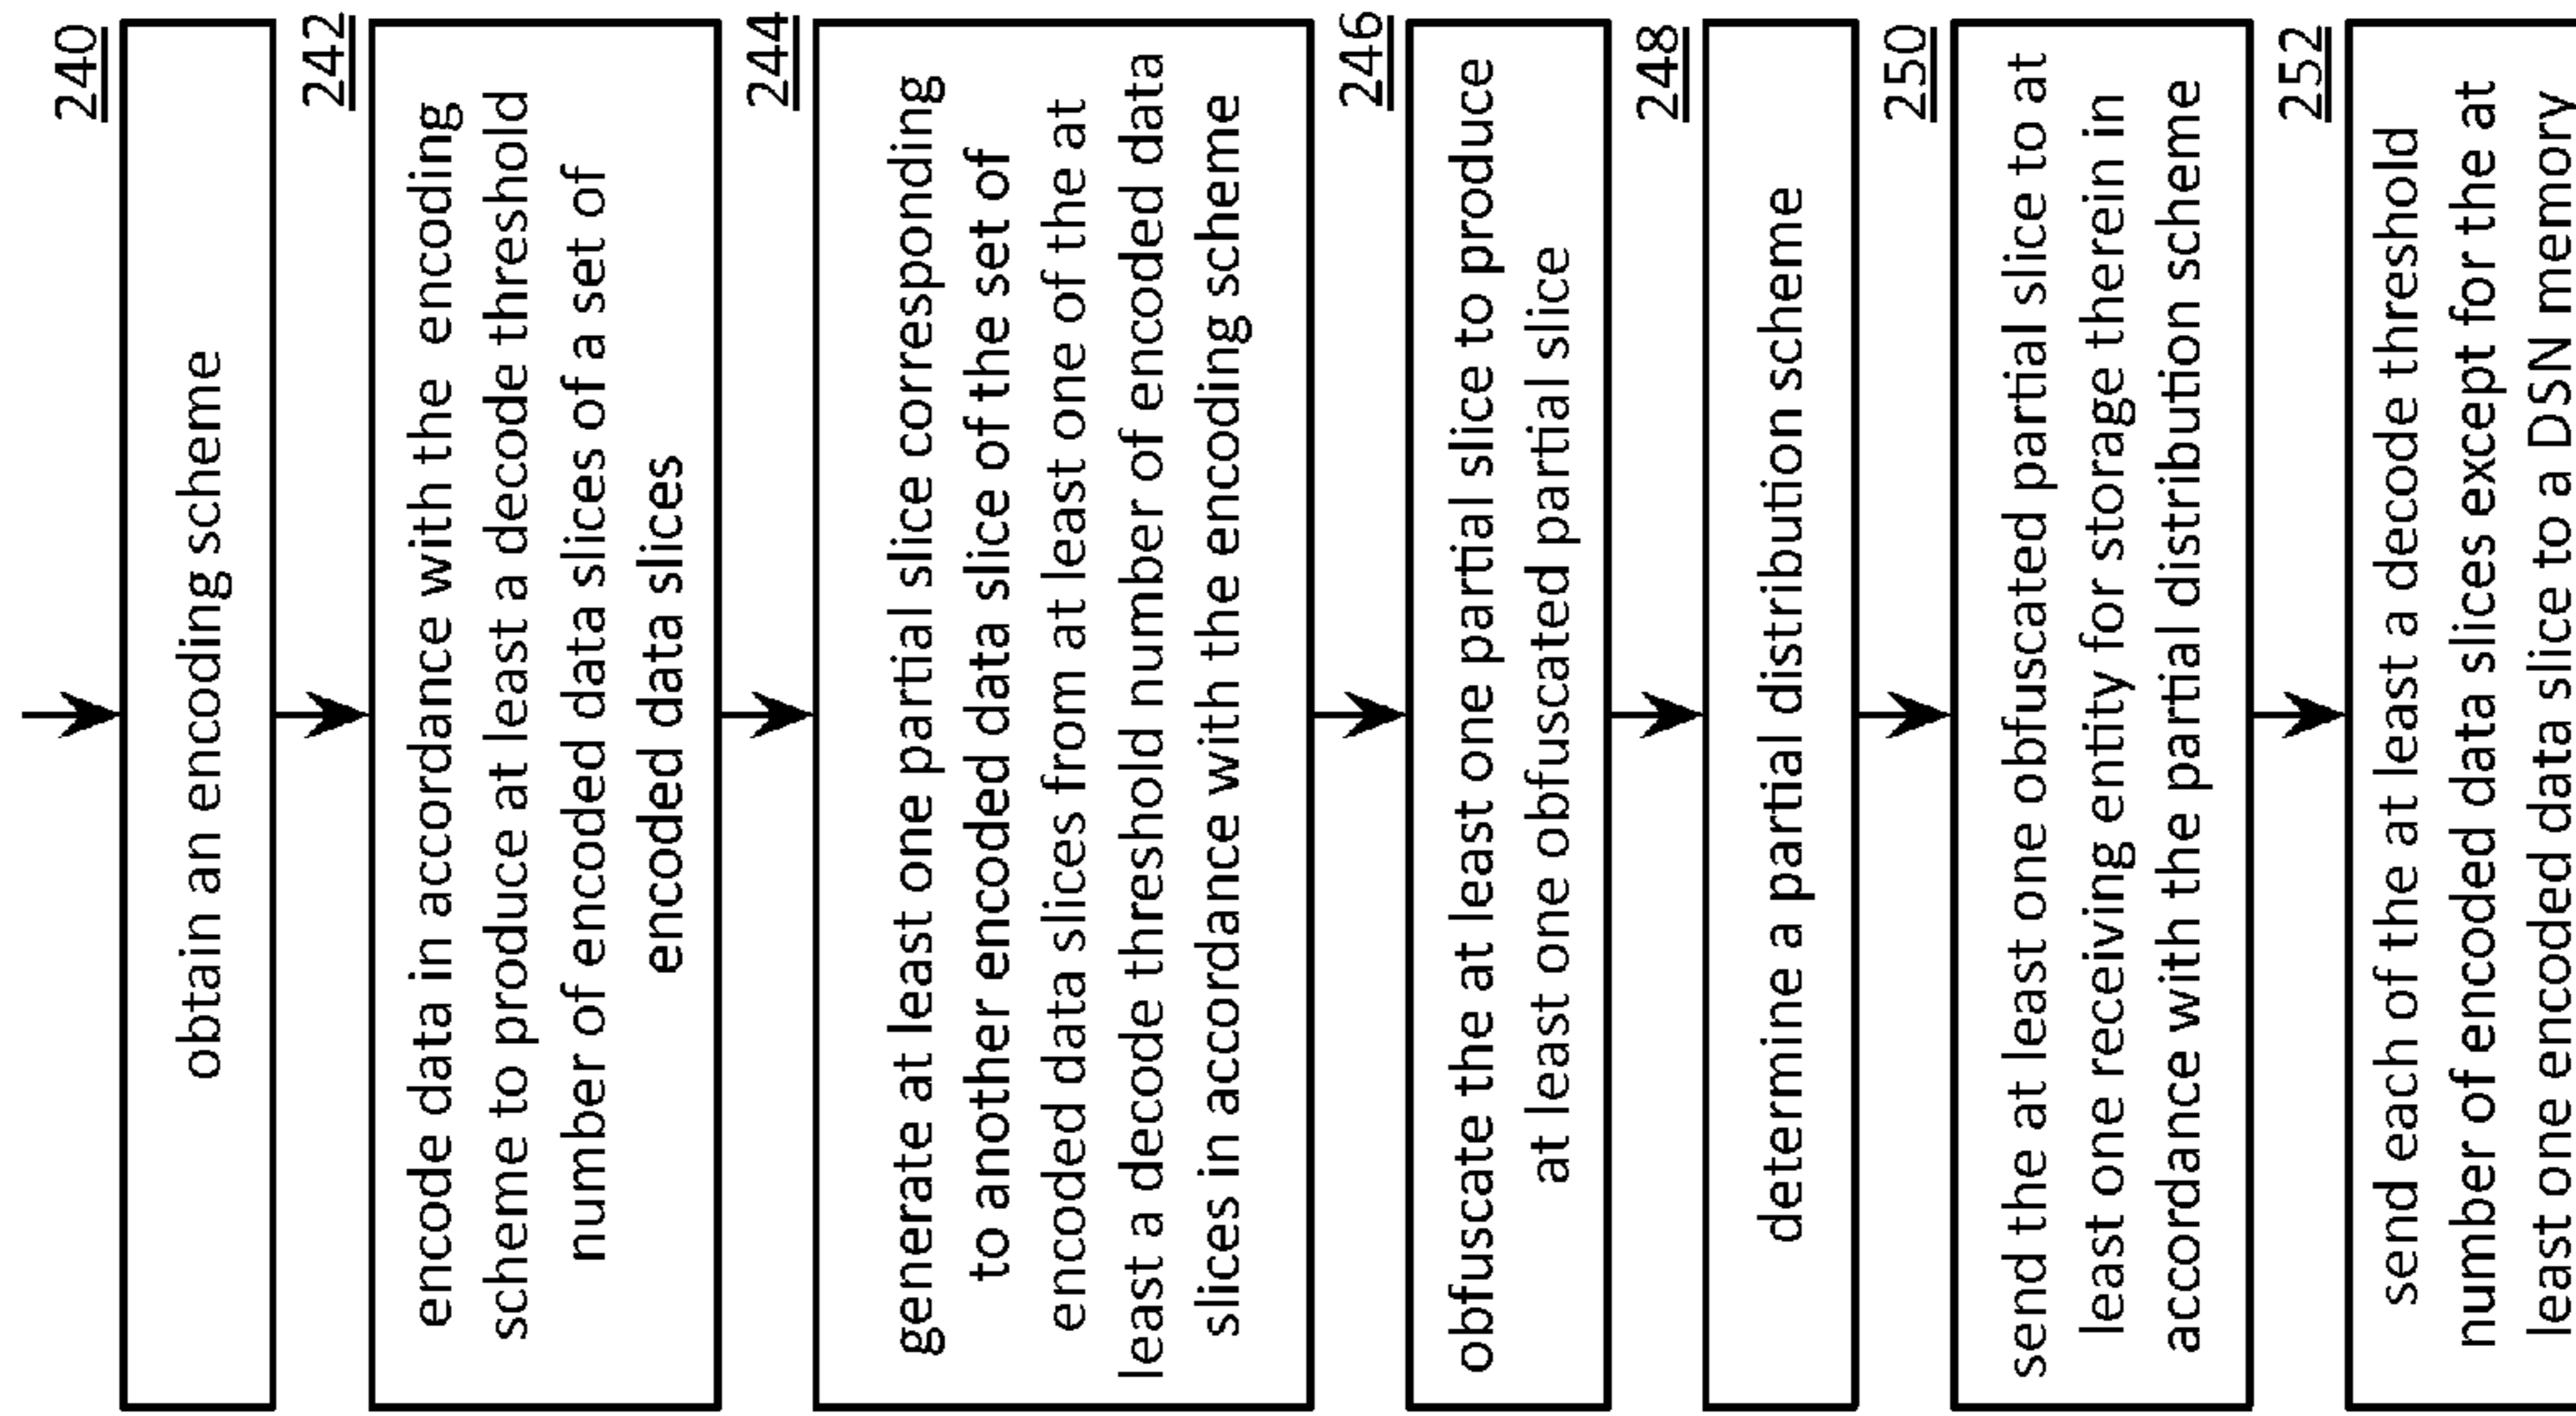 240
obtain an encoding scheme
242
encode data in accordance with the encoding
scheme to produce at least a decode threshold
number of encoded data slices of a set of
encoded data slices
244
generate at least one partial slice corresponding
to another encoded data slice of the set of
encoded data slices from at least one of the at
least a decode threshold number of encoded data
slices in accordance with the encoding scheme
246
obfuscate the at least one partial slice to produce
at least one obfuscated partial slice
248
determine a partial distribution scheme
250
send the at least one obfuscated partial slice to at
least one receiving entity for storage therein in
accordance with the partial distribution scheme
252
send each of the at least a decode threshold
number of encoded data slices except for the at
least one encoded data slice to a DSN memory